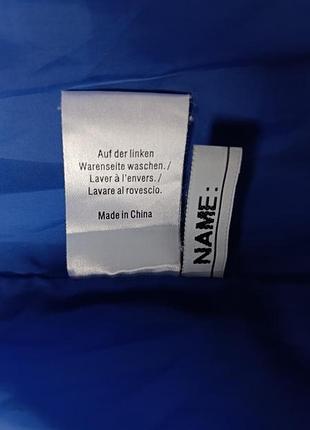 Auf der linken
Warenseite waschen./
Laver à l'envers./
Lavare al rovescio.
Made in China
NAME: